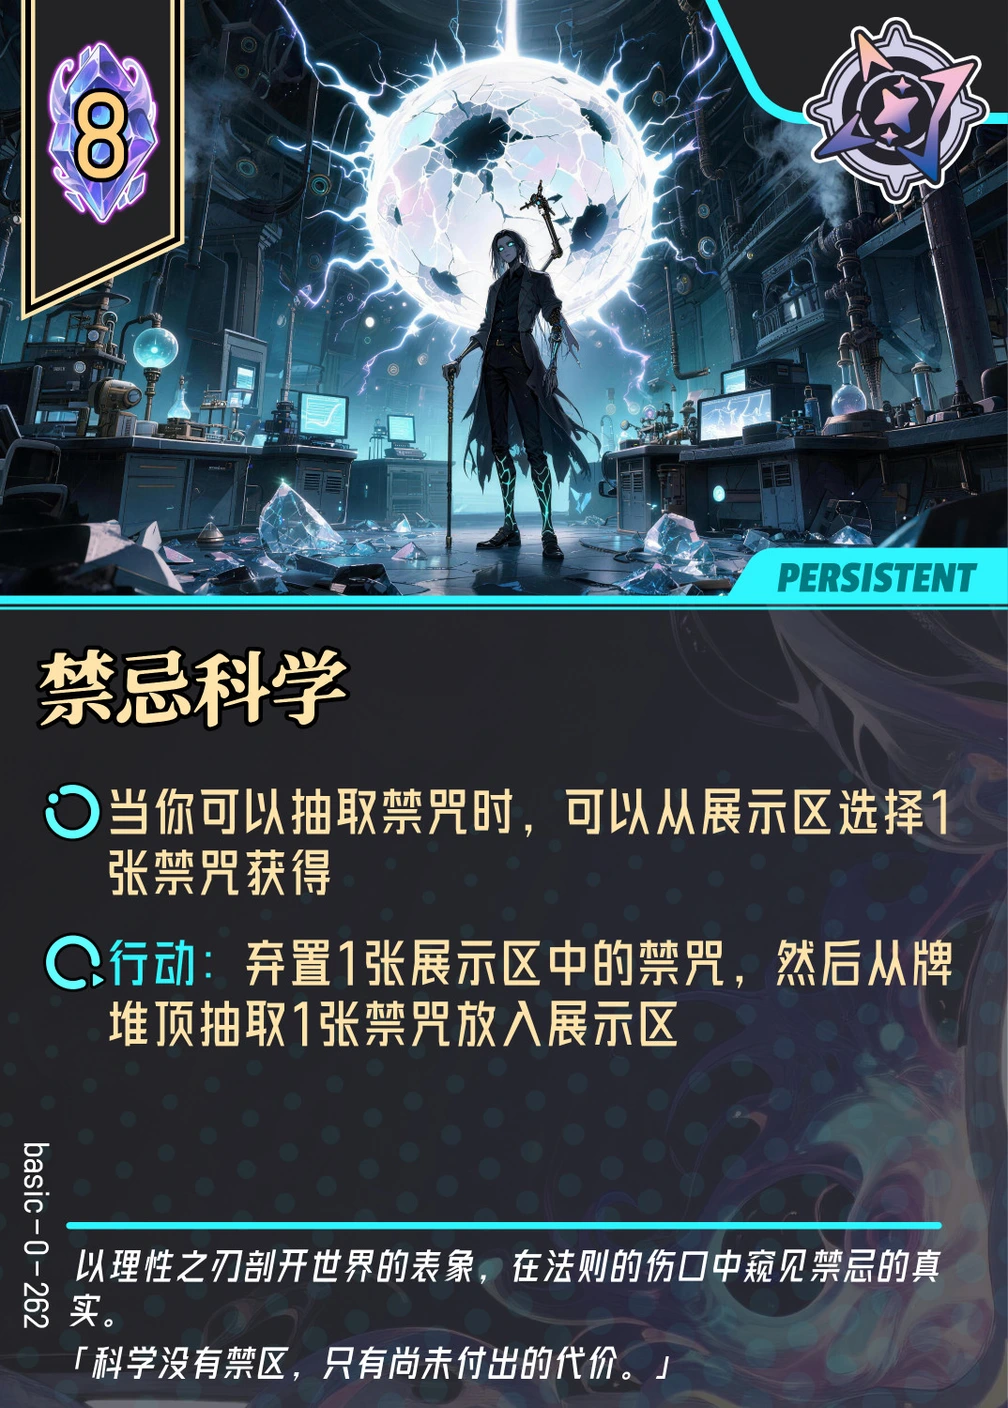 8
PERSISTENT
禁忌科学
当你可以抽取禁咒时，可以从展示区选择1
张禁咒获得
行动：弃置1张展示区中的禁咒，然后从牌
堆顶抽取1张禁咒放入展示区
basic-0-262
以理性之刃剖开世界的表象，在法则的伤口中窥见禁忌的真
实。
「科学没有禁区，只有尚未付出的代价。」